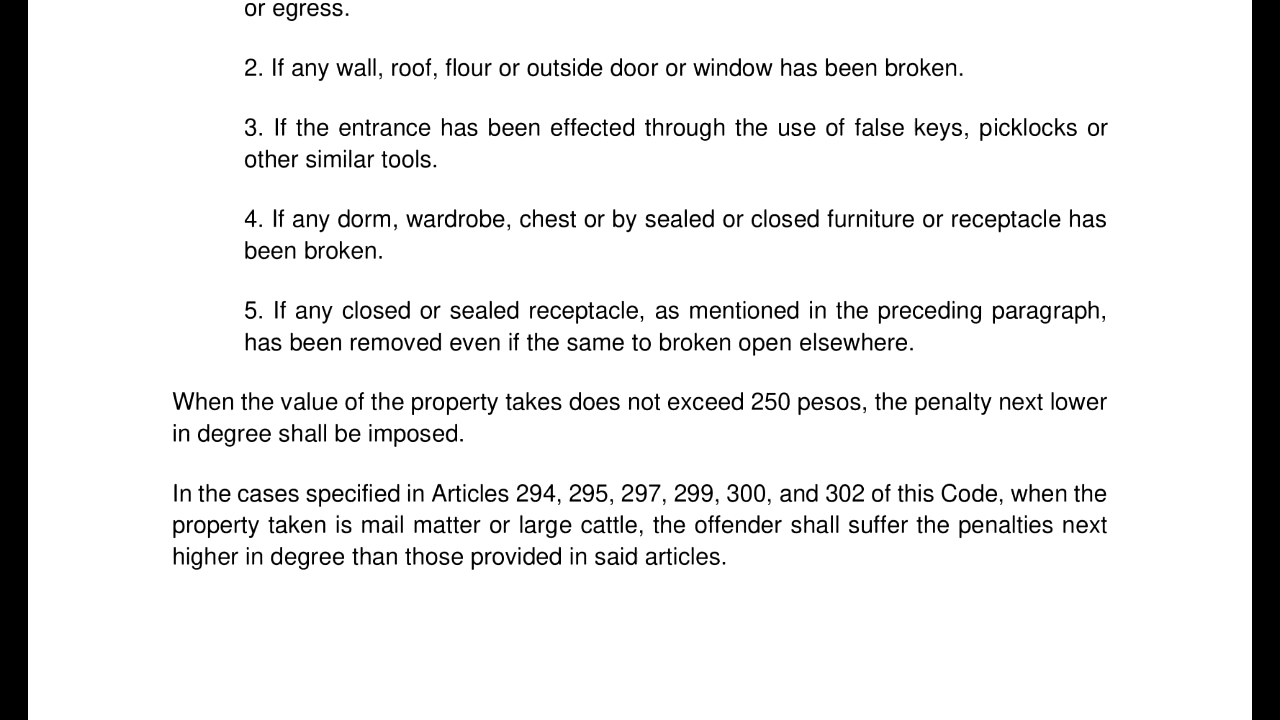 or egress.
2. If any wall, roof, flour or outside door or window has been broken.
3. If the entrance has been effected through the use of false keys, picklocks or
other similar tools.
4. If any dorm, wardrobe, chest or by sealed or closed furniture or receptacle has
been broken.
5. If any closed or sealed receptacle, as mentioned in the preceding paragraph,
has been removed even if the same to broken open elsewhere.
When the value of the property takes does not exceed 250 pesos, the penalty next lower
in degree shall be imposed.
In the cases specified in Articles 294, 295, 297, 299, 300, and 302 of this Code, when the
property taken is mail matter or large cattle, the offender shall suffer the penalties next
higher in degree than those provided in said articles.